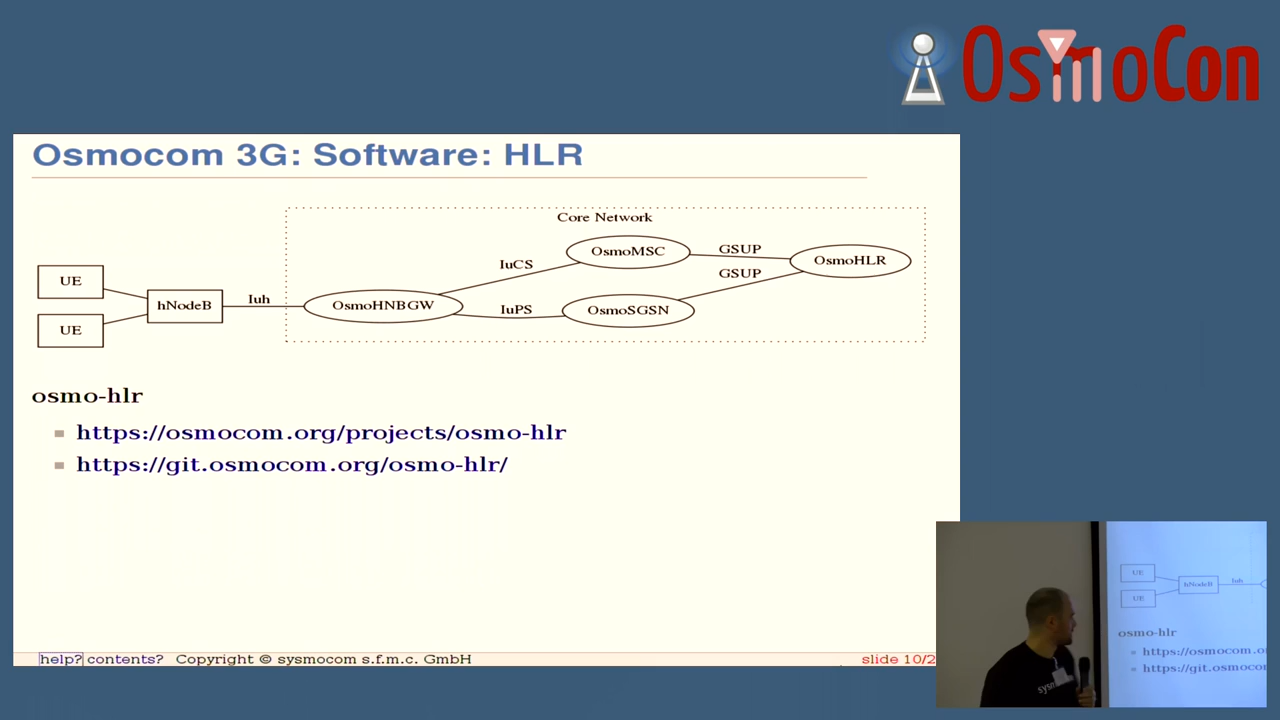 OsmoCon
Osmocom 3G: Software: HLR
Core Network
UE
UE
hNodeB
Iuh
OsmoHNBGW
IuCS
IuPS
OsmoMSC
OsmoSGSN
GSUP
GSUP
OsmoHLR
osmo-hlr
https://osmocom.org/projects/osmo-hlr
https://git.osmocom.org/osmo-hlr/
help? contents? Copyright © sysmocom s.f.m.c. GmbH
slide 10/2
UE
UE
hNodeB
Iuh
osmo-hlr
https://osmocom.o
https://git.osmocom